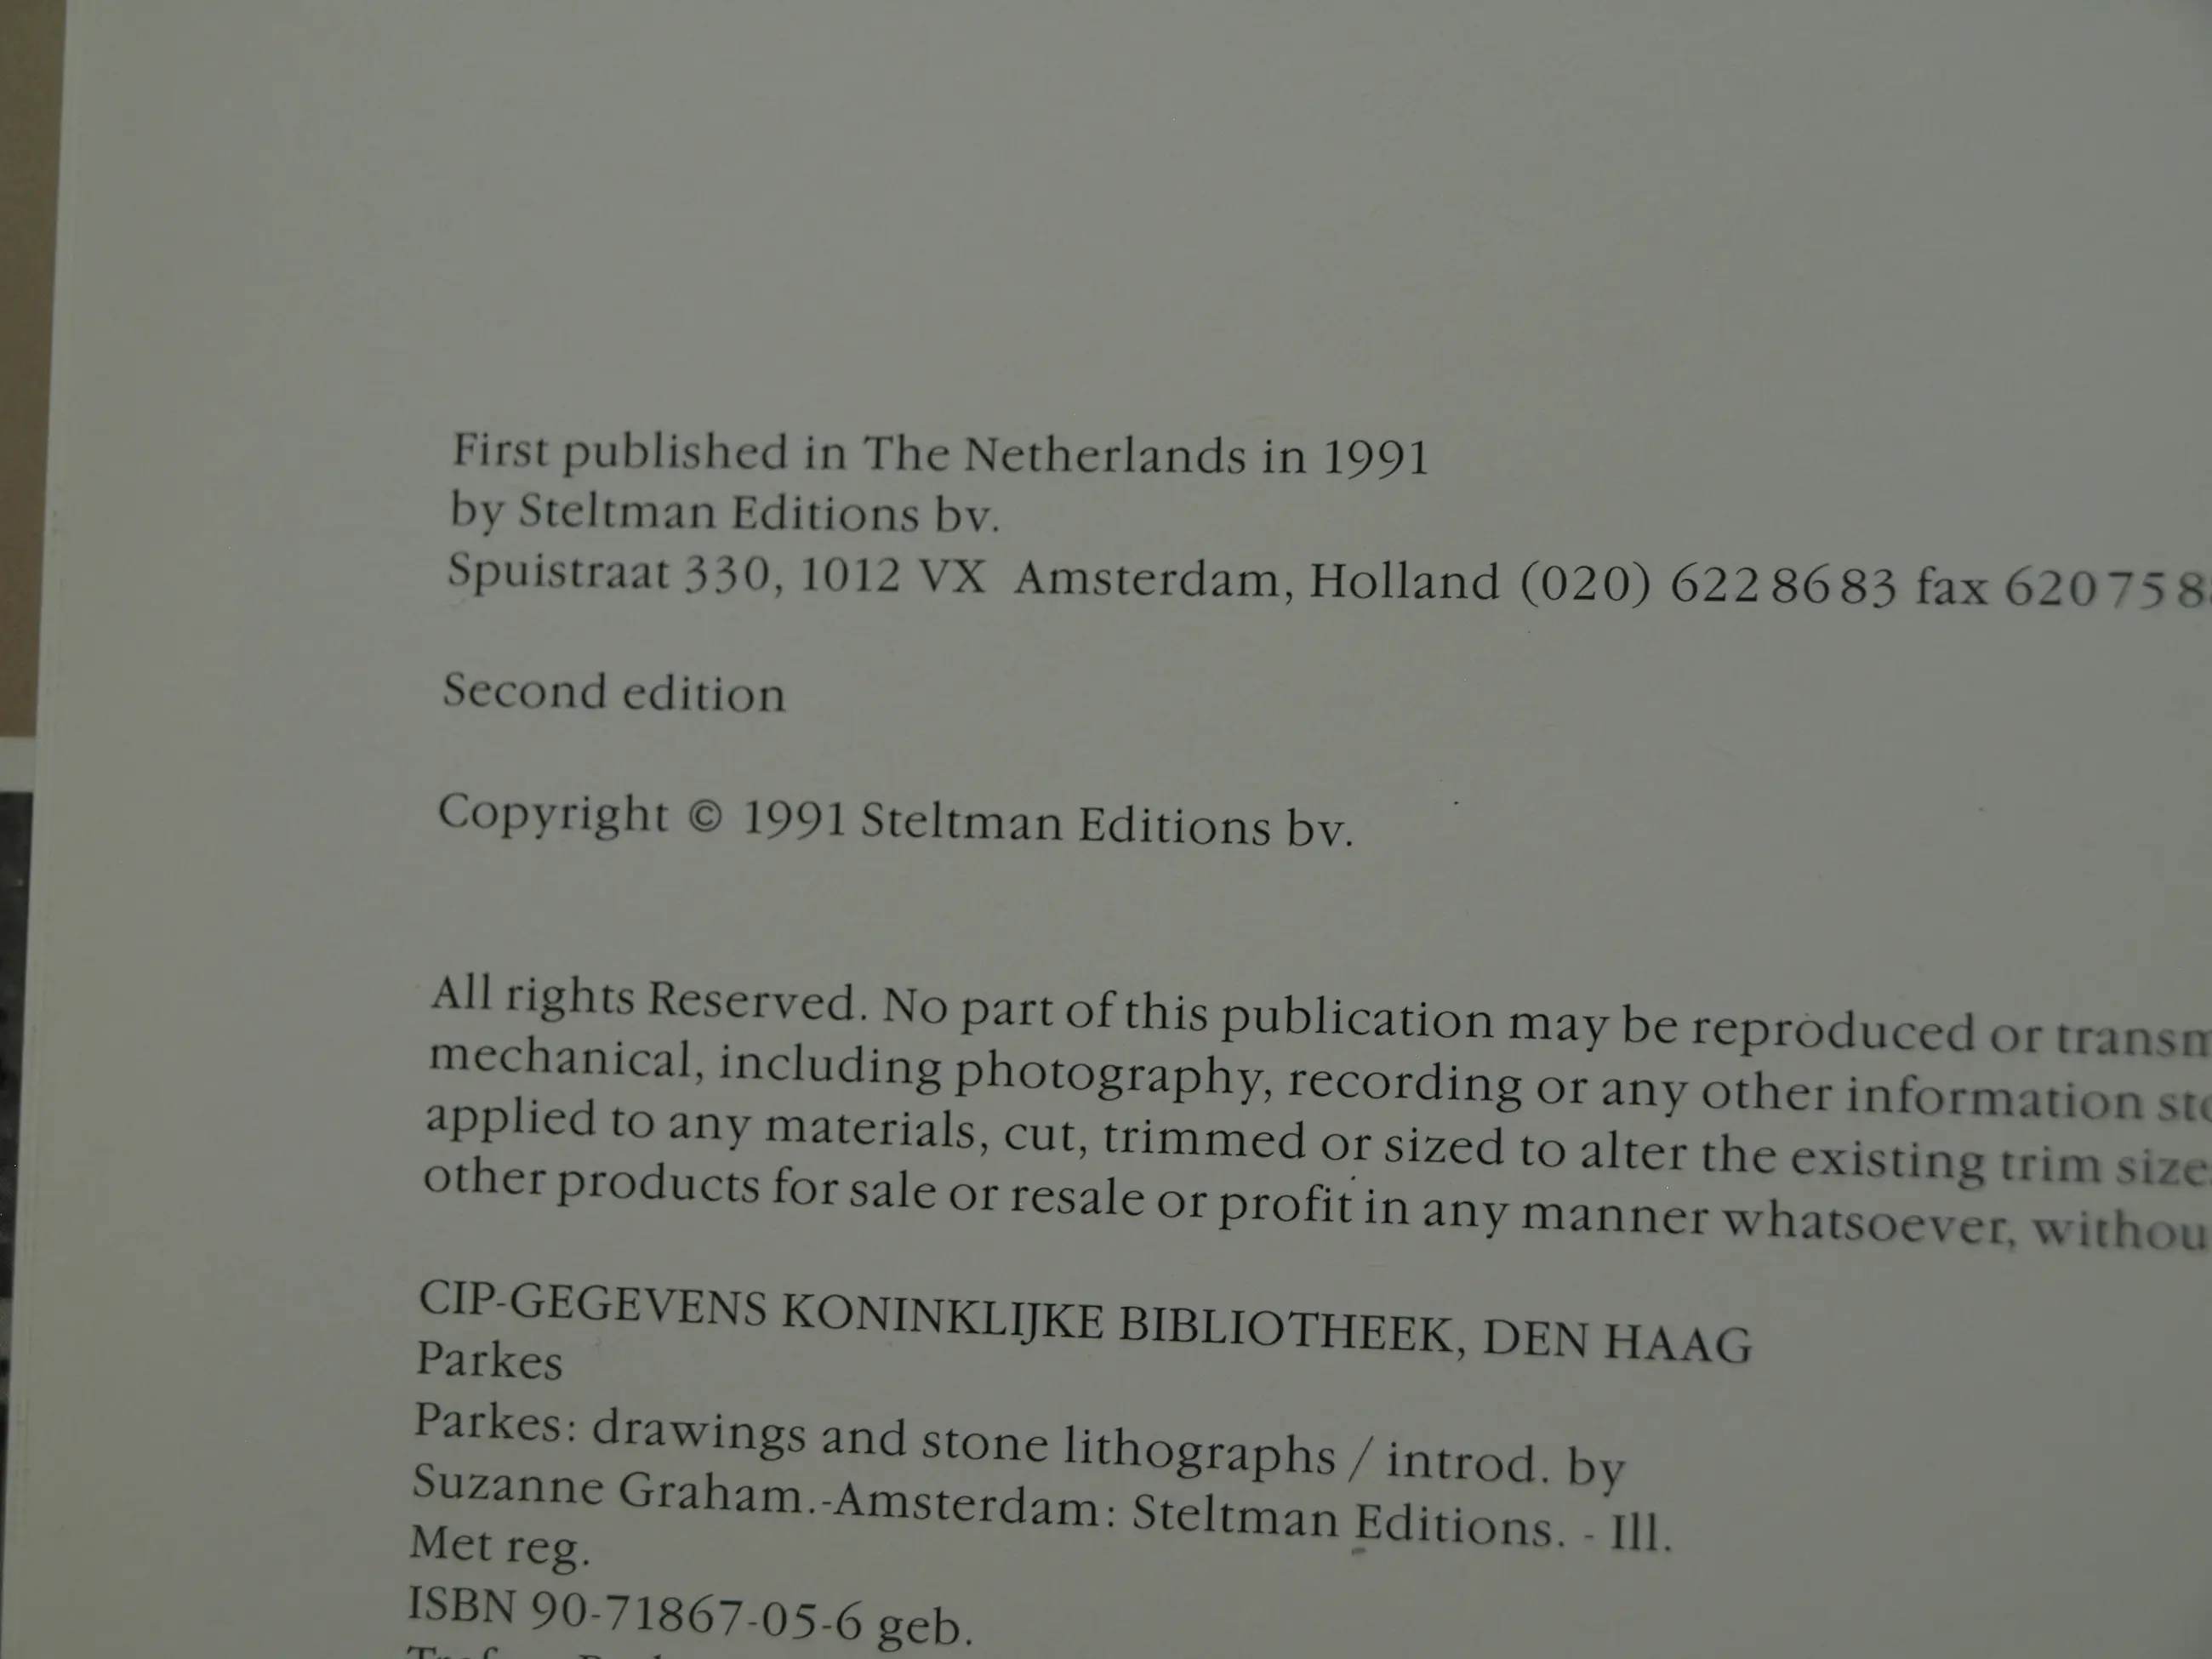 First published in The Netherlands in 1991
by Steltman Editions bv.
Spuistraat 330, 1012 VX Amsterdam, Holland (020) 622 86 83 fax 620 75 8
Second edition
Copyright © 1991 Steltman Editions bv.
All rights Reserved. No part of this publication may be reproduced or
mechanical, including photography, recording or any other information
applied to any materials, cut, trimmed or sized to alter the existing trim size
other products for sale or resale or profit in any manner whatsoever,
CIP-GEGEVENS KONINKLIJKE BIBLIOTHEEK, DEN HAAG
Parkes
Parkes: drawings and stone lithographs / introd. by
Suzanne Graham.-Amsterdam: Steltman Editions. - Ill.
Met reg.
ISBN 90-71867-05-6 geb.